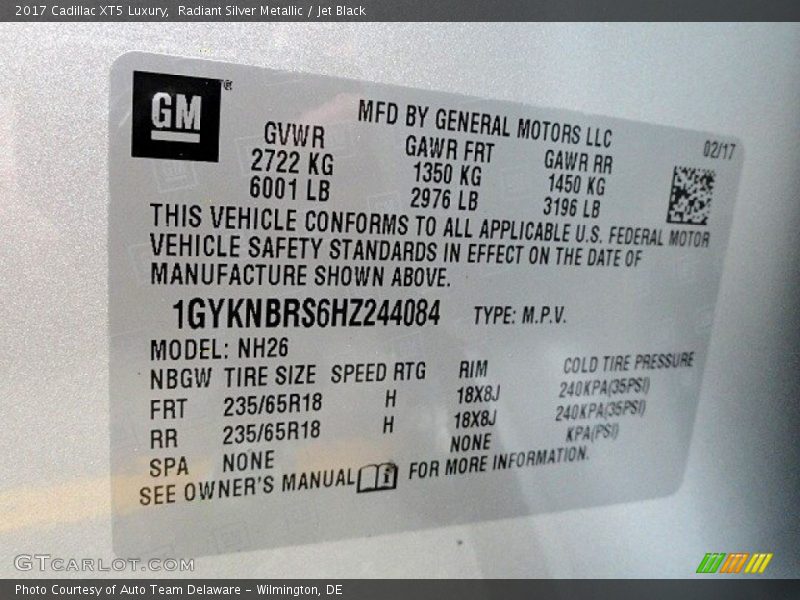 2017 Cadillac XT5 Luxury,  Radiant Silver Metallic / Jet Black
GM ®
MFD BY GENERAL MOTORS LLC
02/17
GVWR GAWR FRT GAWR RR
2722 KG 1350 KG 1450 KG
6001 LB 2976 LB 3196 LB
THIS VEHICLE CONFORMS TO ALL APPLICABLE U.S. FEDERAL MOTOR
VEHICLE SAFETY STANDARDS IN EFFECT ON THE DATE OF
MANUFACTURE SHOWN ABOVE.
1GYKNBRS6HZ244084 TYPE: M.P.V.
MODEL: NH26
NBGW TIRE SIZE SPEED RTG RIM COLD TIRE PRESSURE
FRT 235/65R18 H 18X8J 240KPA(35PSI)
RR 235/65R18 H 18X8J 240KPA(35PSI)
SPA NONE NONE KPA(PSI)
SEE OWNER'S MANUAL i FOR MORE INFORMATION.
GTCARLOT.COM
Photo Courtesy of Auto Team Delaware – Wilmington, DE